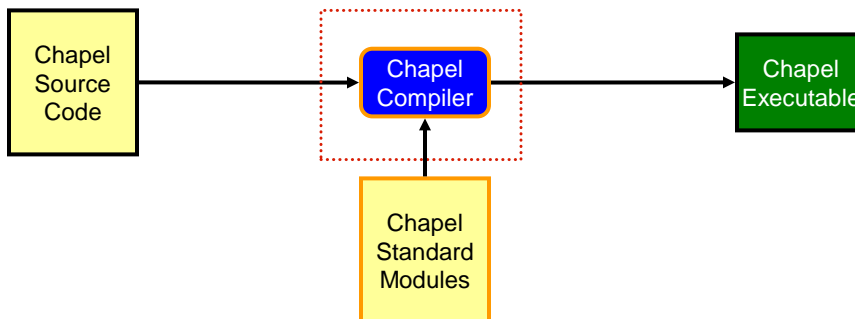 Chapel
Source
Code
Chapel
Compiler
Chapel
Executable
Chapel
Standard
Modules